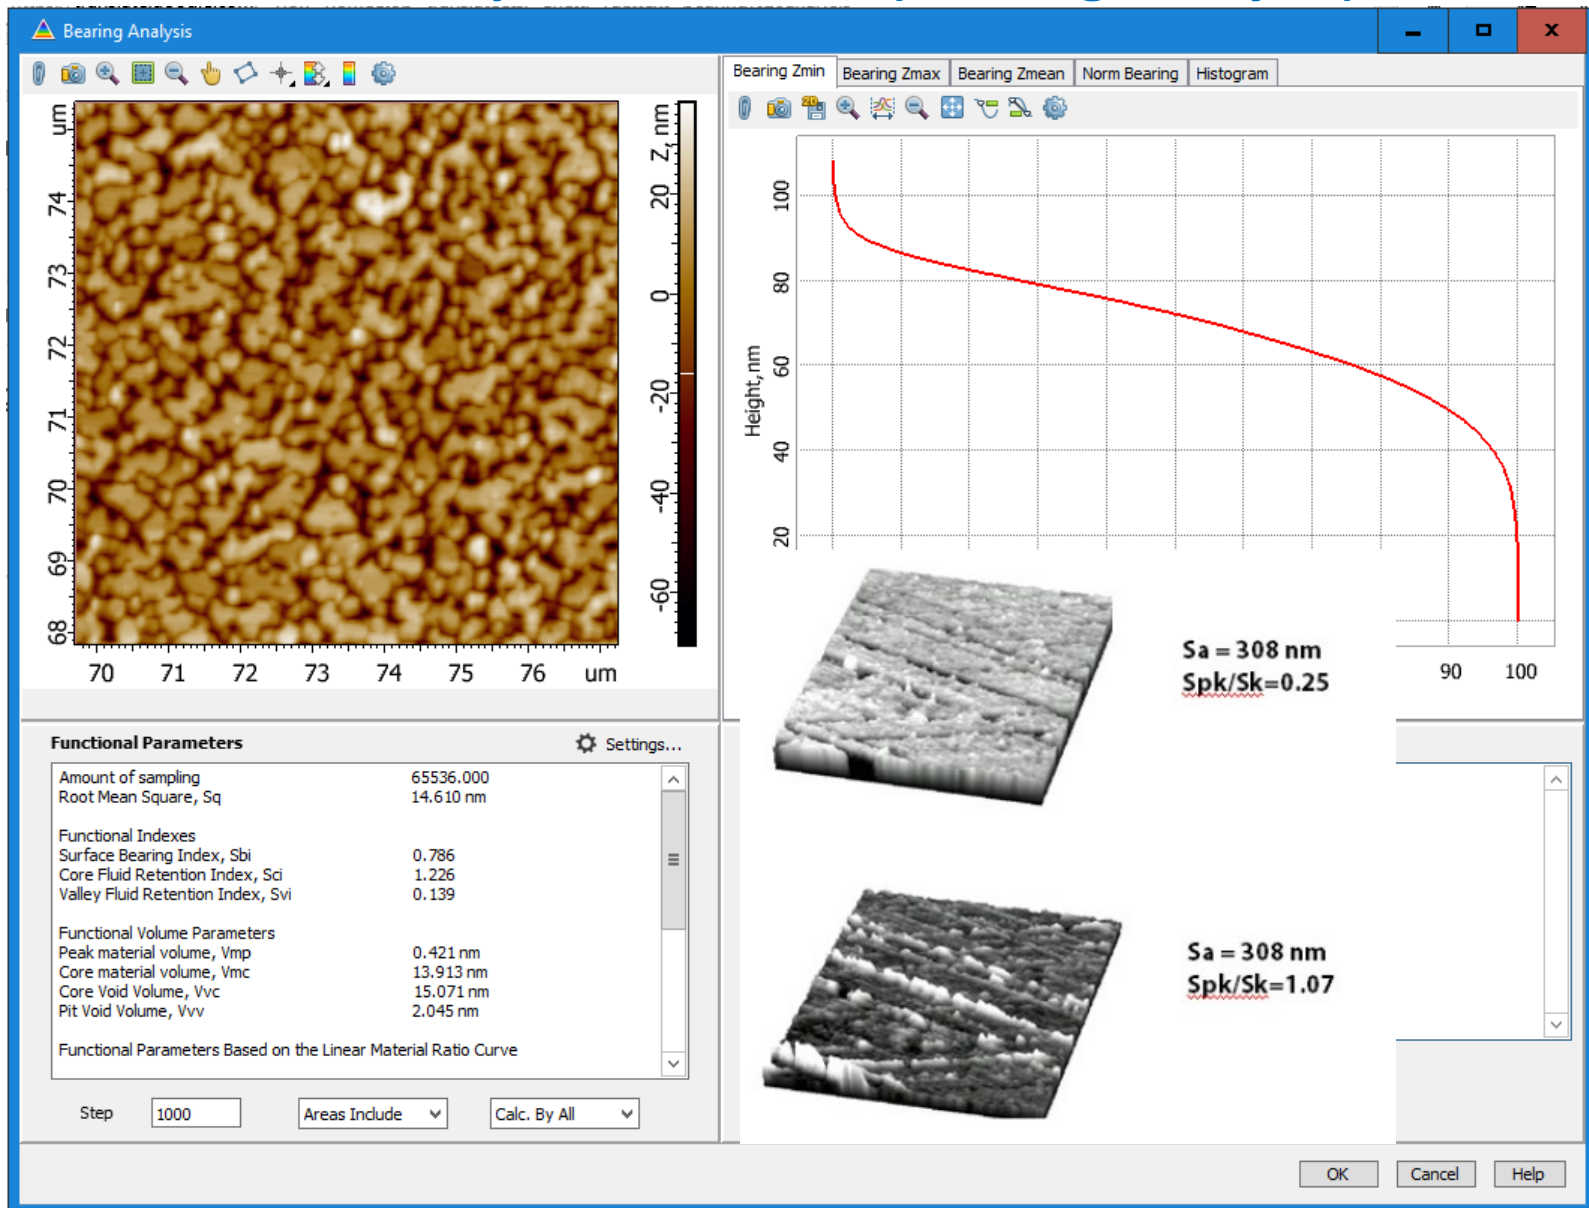 Bearing Analysis
um
74
73
72
71
70
69
68
70 71 72 73 74 75 76 um
Z, nm
20
0
-20
-40
-60
Bearing Zmin Bearing Zmax Bearing Zmean Norm Bearing Histogram
2D
Height, nm
100
80
60
40
20
90 100
Sa = 308 nm
Spk/Sk=0.25
Sa = 308 nm
Spk/Sk=1.07
Functional Parameters Settings...
Amount of sampling 65536.000
Root Mean Square, Sq 14.610 nm
Functional Indexes
Surface Bearing Index, Sbi 0.786
Core Fluid Retention Index, Sci 1.226
Valley Fluid Retention Index, Svi 0.139
Functional Volume Parameters
Peak material volume, Vmp 0.421 nm
Core material volume, Vmc 13.913 nm
Core Void Volume, Vvc 15.071 nm
Pit Void Volume, Vvv 2.045 nm
Functional Parameters Based on the Linear Material Ratio Curve
Step 1000 Areas Include Calc. By All
OK Cancel Help